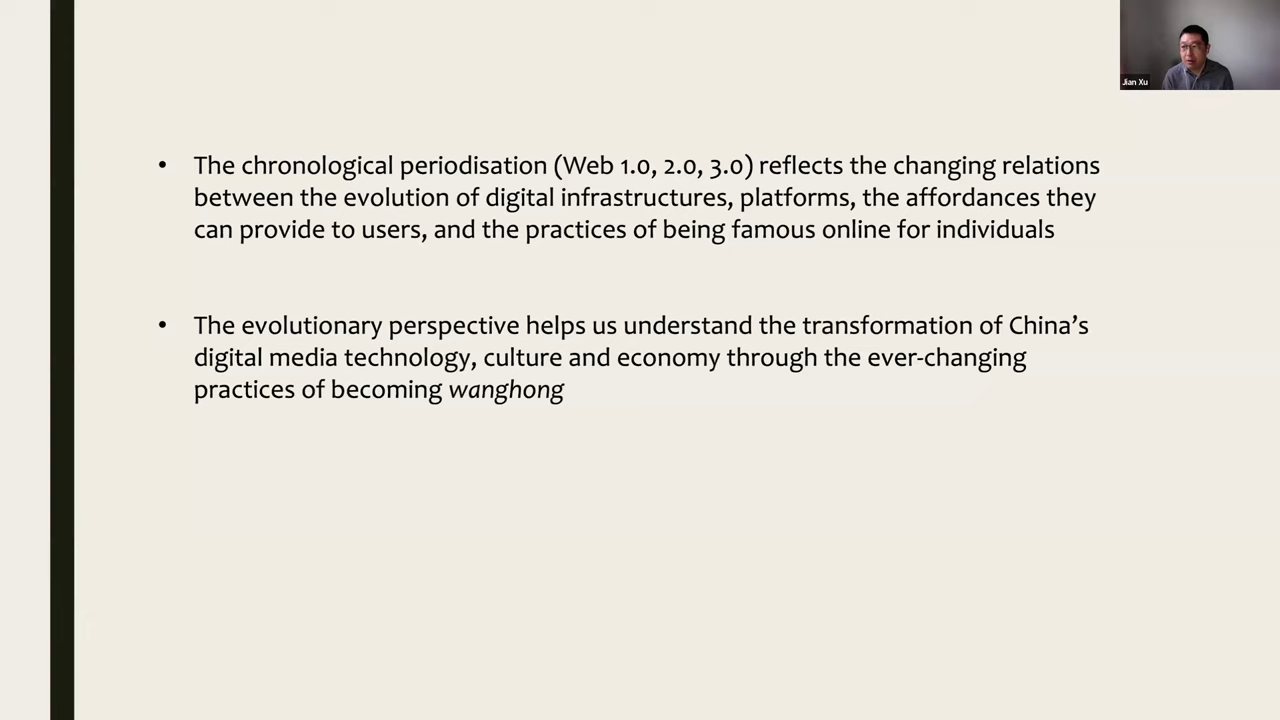 Jian Xu
• The chronological periodisation (Web 1.0, 2.0, 3.0) reflects the changing relations
between the evolution of digital infrastructures, platforms, the affordances they
can provide to users, and the practices of being famous online for individuals
• The evolutionary perspective helps us understand the transformation of China’s
digital media technology, culture and economy through the ever-changing
practices of becoming wanghong